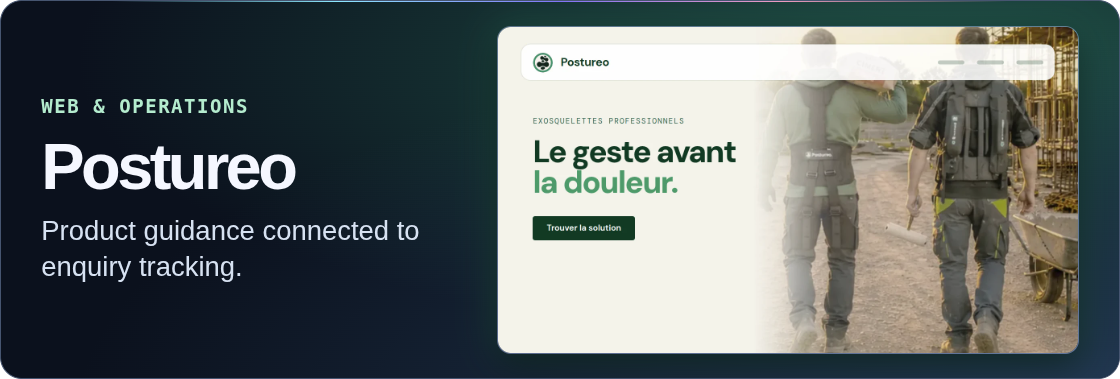 WEB & OPERATIONS
Postureo
Product guidance connected to
enquiry tracking.
Postureo
EXOSQUELETTES PROFESSIONNELS
Le geste avant
la douleur.
Trouver la solution